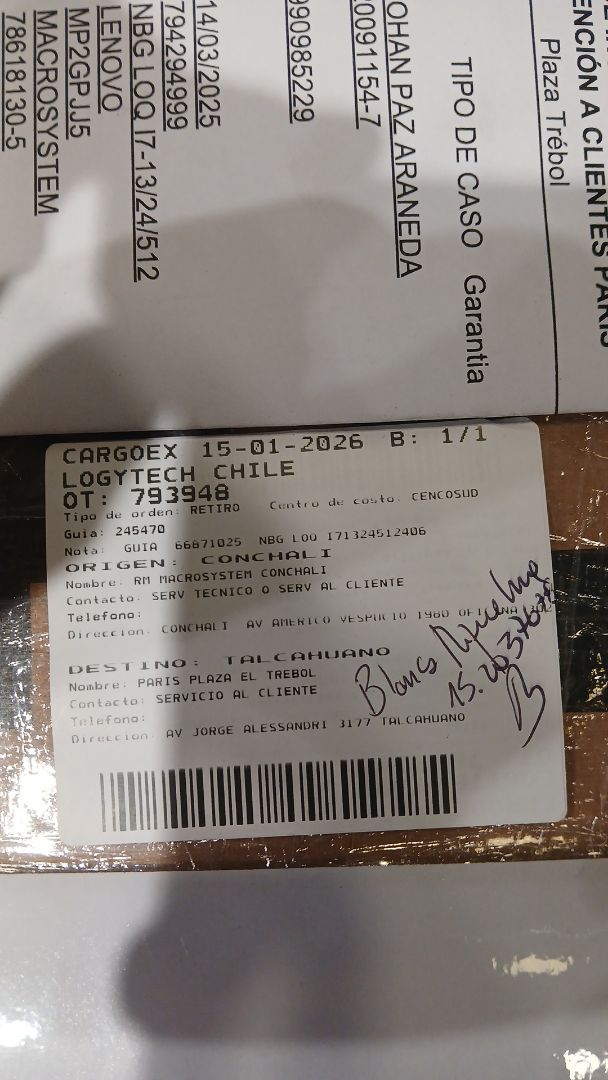 ENCIÓN A CLIENTES PARIS
Plaza Trébol
TIPO DE CASO Garantia
OHAN PAZ ARANEDA
0091154-7
990985229
14/03/2025
794294999
NBG LOQ I7-13/24/512
LENOVO
MP2GPJJ5
MACROSYSTEM
78618130-5
CARGOEX 15-01-2026 B: 1/1
LOGYTECH CHILE
OT: 793948
Tipo de orden: RETIRO Centro de costo: CENCOSUD
Guia: 245470
Nota: GUIA 66671025 NBG LOQ I71324512406
ORIGEN: CONCHALI
Nombre: RM MACROSYSTEM CONCHALI
Contacto: SERV TECNICO O SERV AL CLIENTE
Telefono:
Direccion: CONCHALI AV AMERICO VESPUCIO 1980 OFICINA
DESTINO: TALCAHUANO
Nombre: PARIS PLAZA EL TREBOL
Contacto: SERVICIO AL CLIENTE
Telefono:
Direccion: AV JORGE ALESSANDRI 3177 TALCAHUANO